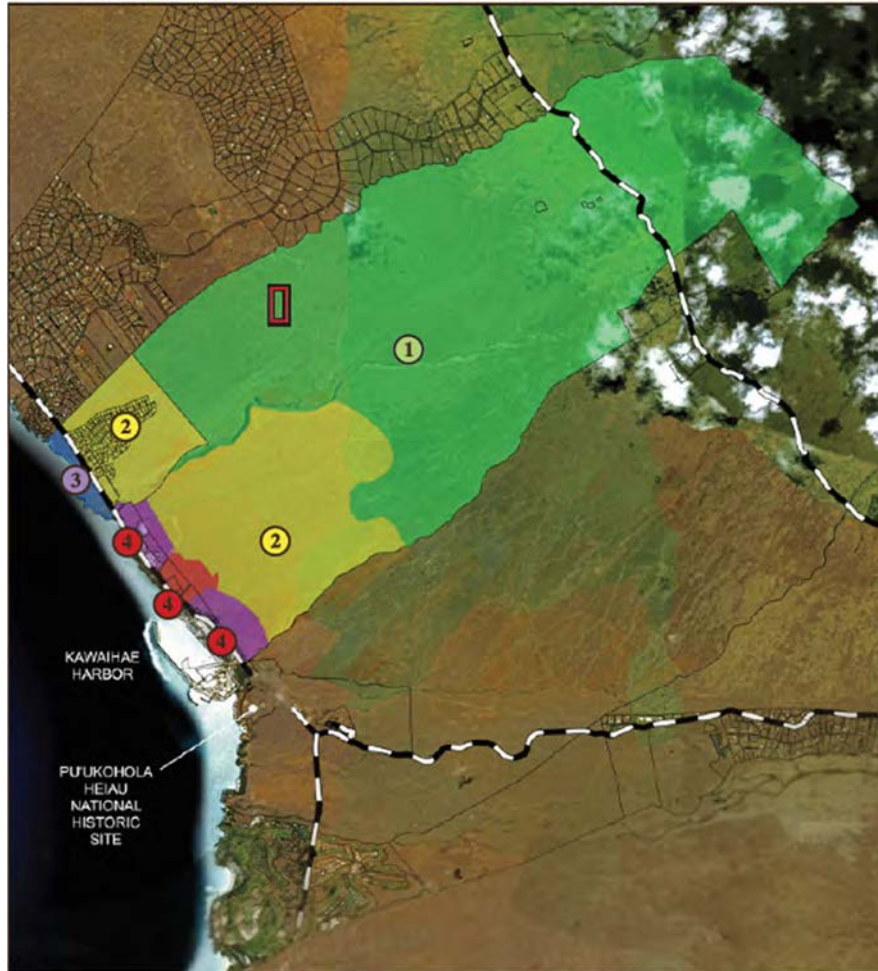 1
2
3
2
4
4
4
KAWAIHAE
HARBOR
PU'UKOHOLA
HEIAU
NATIONAL
HISTORIC
SITE